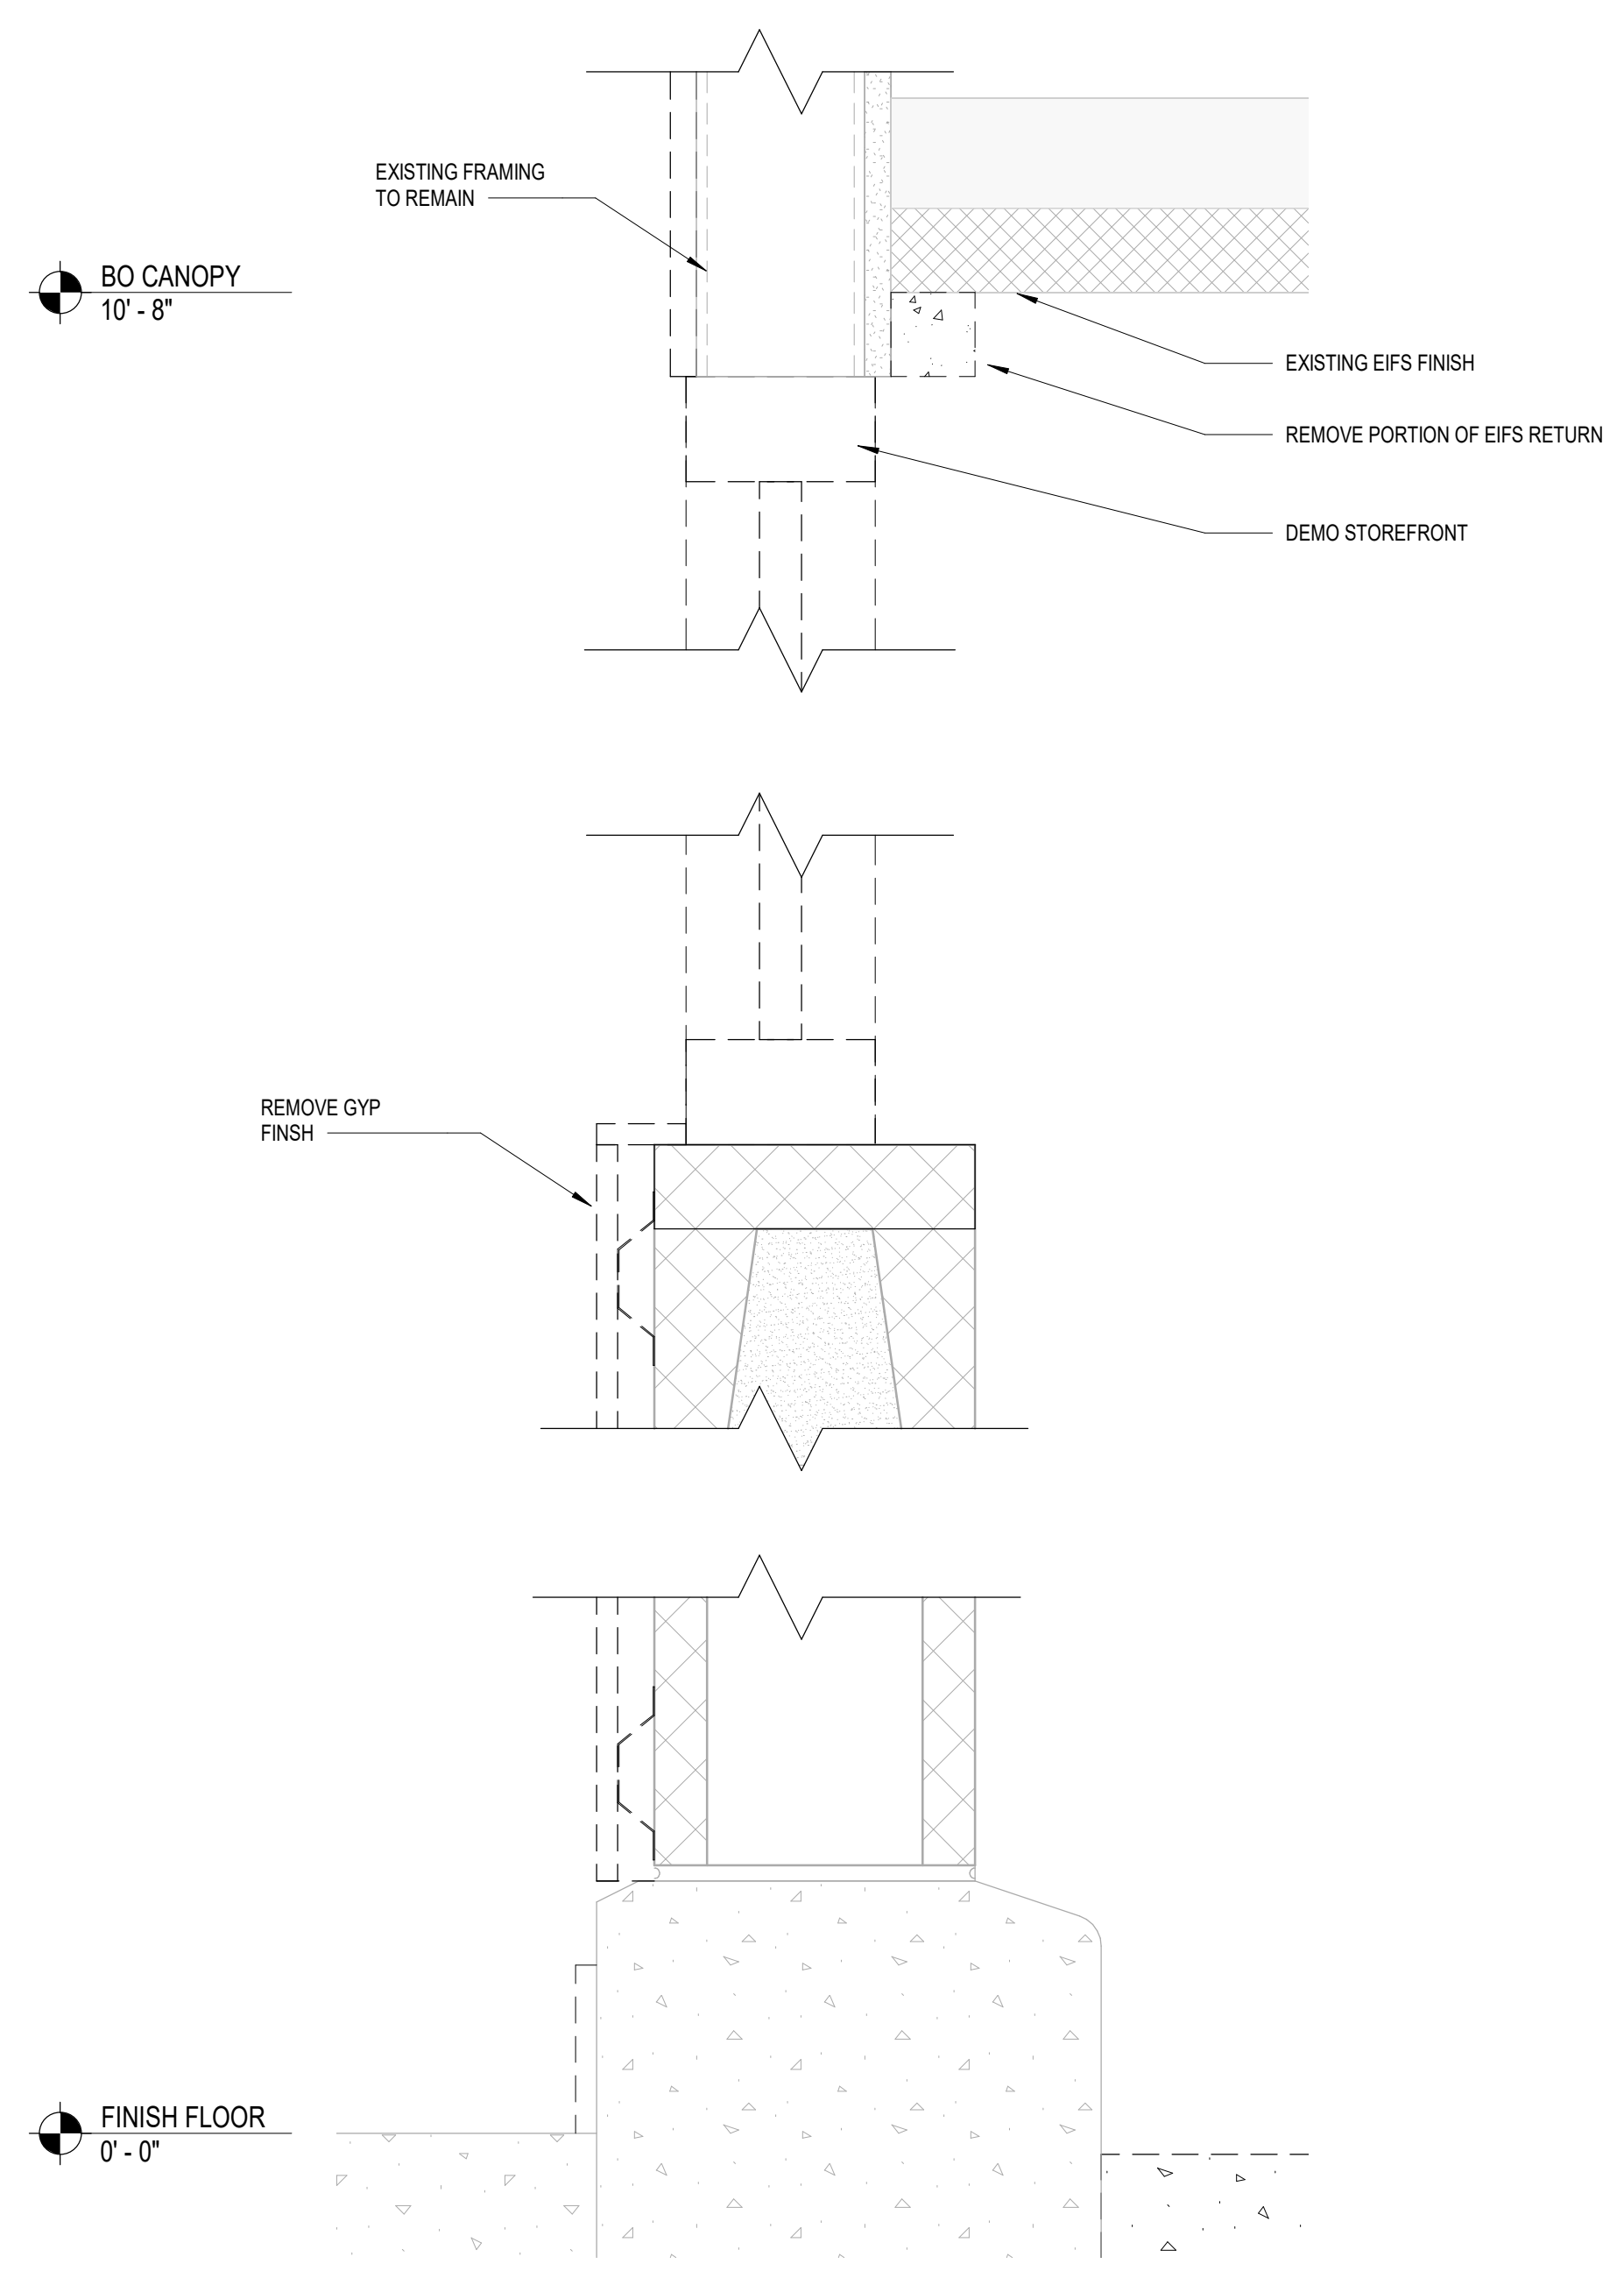 EXISTING FRAMING
TO REMAIN
BO CANOPY
10' - 8"
EXISTING EIFS FINISH
REMOVE PORTION OF EIFS RETURN
DEMO STOREFRONT
REMOVE GYP
FINSH
FINISH FLOOR
0' - 0"